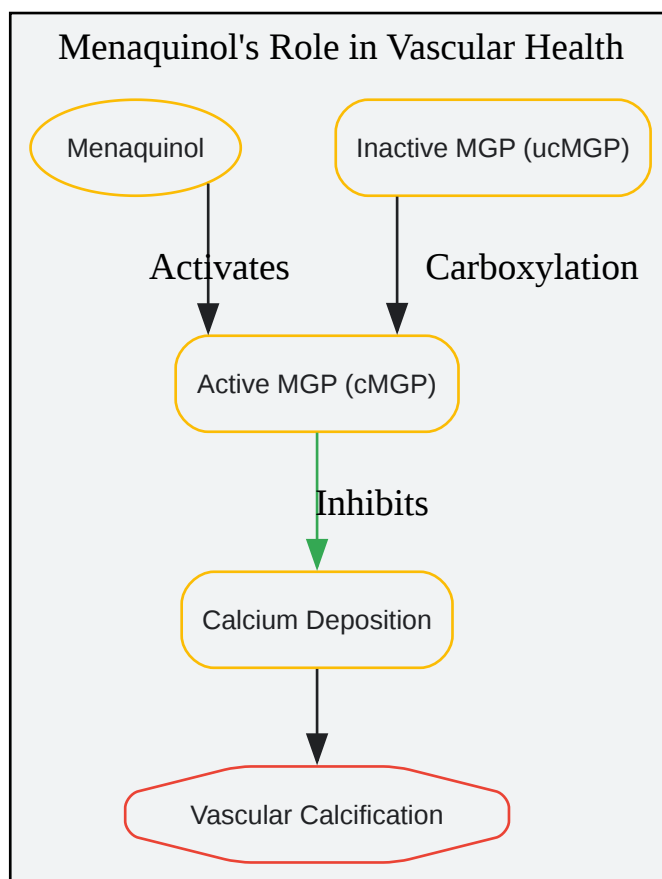 Menaquinol's Role in Vascular Health
Menaquinol
Inactive MGP (ucMGP)
Activates
Carboxylation
Active MGP (cMGP)
Inhibits
Calcium Deposition
Vascular Calcification